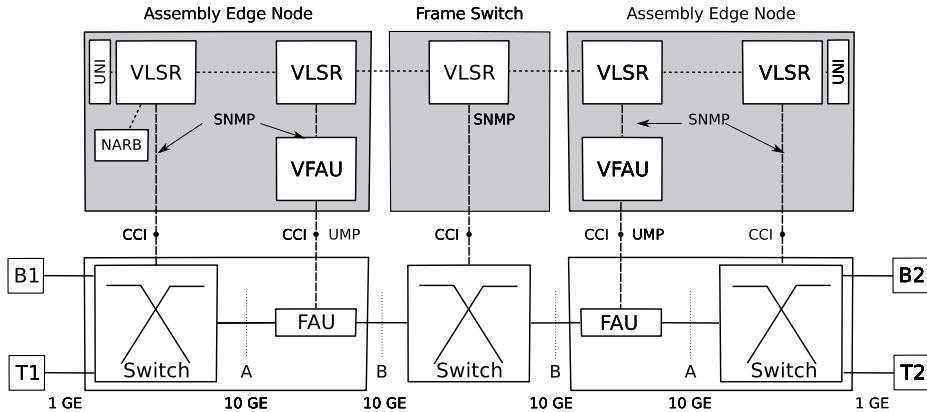 Assembly Edge Node Frame Switch Assembly Edge Node
UNI VLSR VLSR VLSR VLSR VLSR UNI
SNMP SNMP SNMP
NARB VFAU VFAU
CCI CCI UMP CCI CCI UMP CCI
B1 B2
FAU FAU
T1 Switch A B Switch B A Switch T2
1 GE 10 GE 10 GE 10 GE 10 GE 1 GE